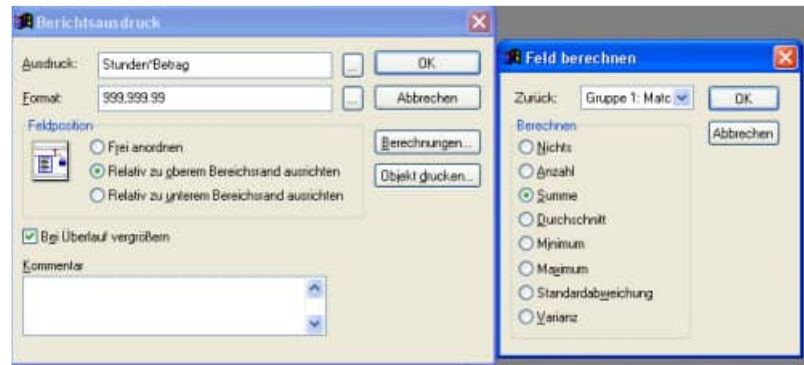 Berichtsausdruck
Ausdruck:
Stunden*Betrag
...
OK
Format:
999,999.99
...
Abbrechen
Feldposition
Frei anordnen
Relativ zu oberem Bereichsrand ausrichten
Relativ zu unterem Bereichsrand ausrichten
Berechnungen...
Objekt drucken...
Bei Überlauf vergrößern
Kommentar
Feld berechnen
Zurück:
Gruppe 1: Matc
OK
Abbrechen
Berechnen
Nichts
Anzahl
Summe
Durchschnitt
Minimum
Maximum
Standardabweichung
Varianz